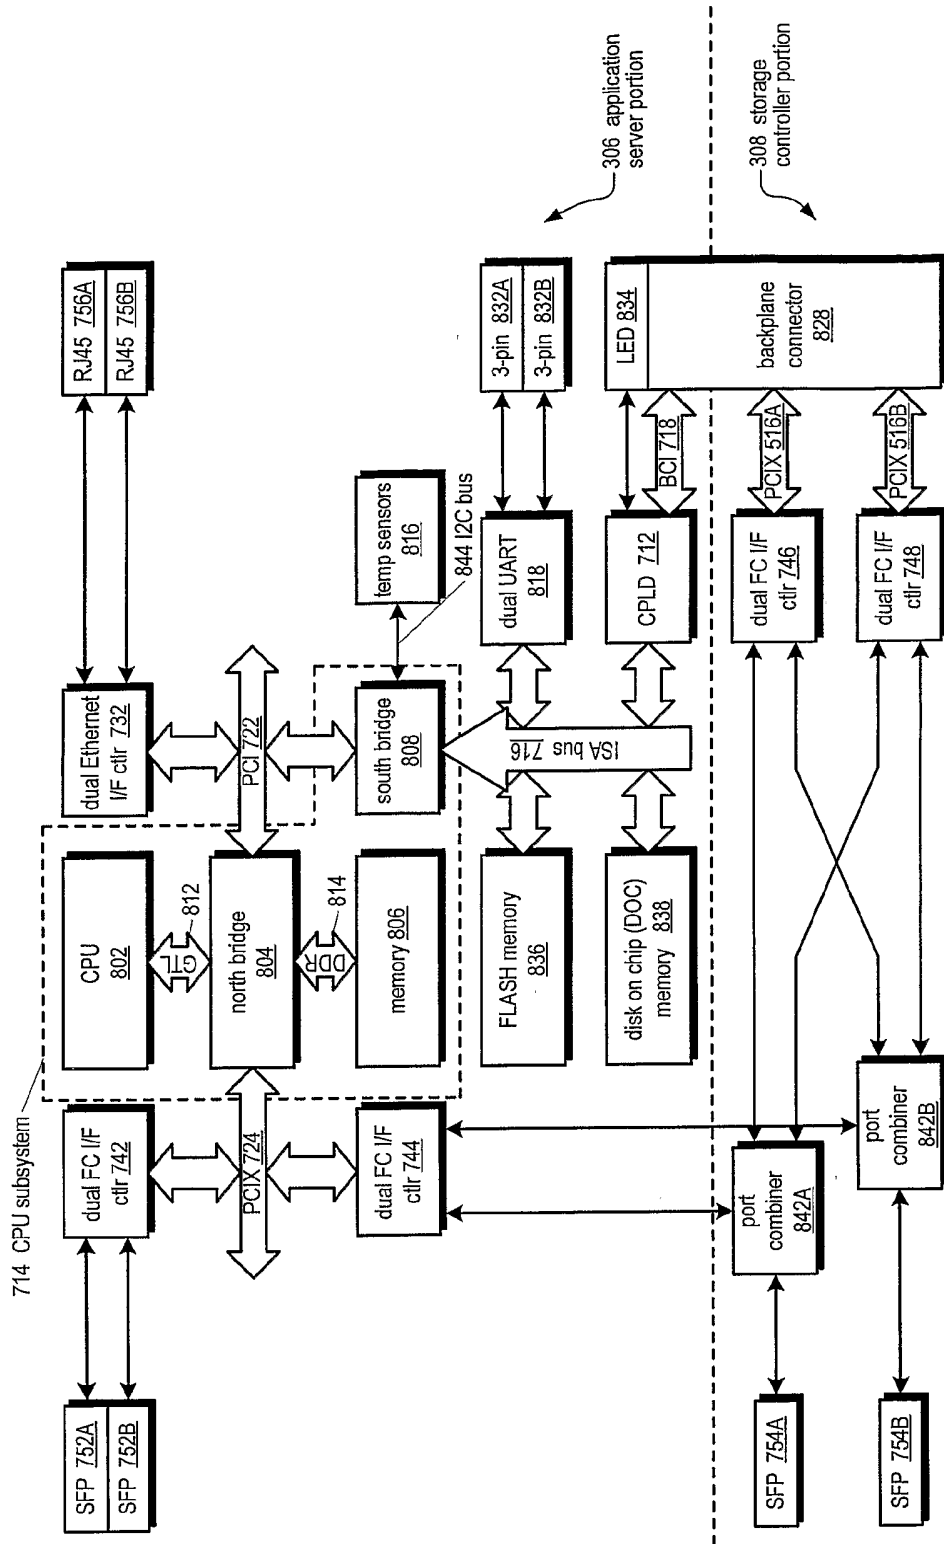 714 CPU subsystem
SFP 752A
SFP 752B
dual FC I/F
ctlr 742
CPU
802
dual Ethernet
I/F ctlr 732
RJ45 756A
RJ45 756B
GTL
812
PCIX 724
north bridge
804
PCI 722
DDR
814
dual FC I/F
ctlr 744
memory 806
south bridge
808
temp sensors
816
844 I2C bus
FLASH memory
836
ISA bus 716
dual UART
818
3-pin 832A
3-pin 832B
disk on chip (DOC)
memory 838
CPLD 712
BCI 718
LED 834
backplane
connector
828
306 application
server portion
308 storage
controller portion
SFP 754A
port
combiner
842A
dual FC I/F
ctlr 746
PCIX 516A
SFP 754B
port
combiner
842B
dual FC I/F
ctlr 748
PCIX 516B